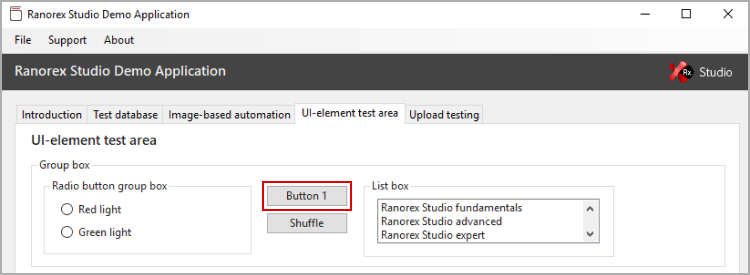 Ranorex Studio Demo Application
File Support About
Ranorex Studio Demo Application
Rx Studio
Introduction Test database Image-based automation UI-element test area Upload testing
UI-element test area
Group box
Radio button group box
Red light
Green light
Button 1
Shuffle
List box
Ranorex Studio fundamentals
Ranorex Studio advanced
Ranorex Studio expert